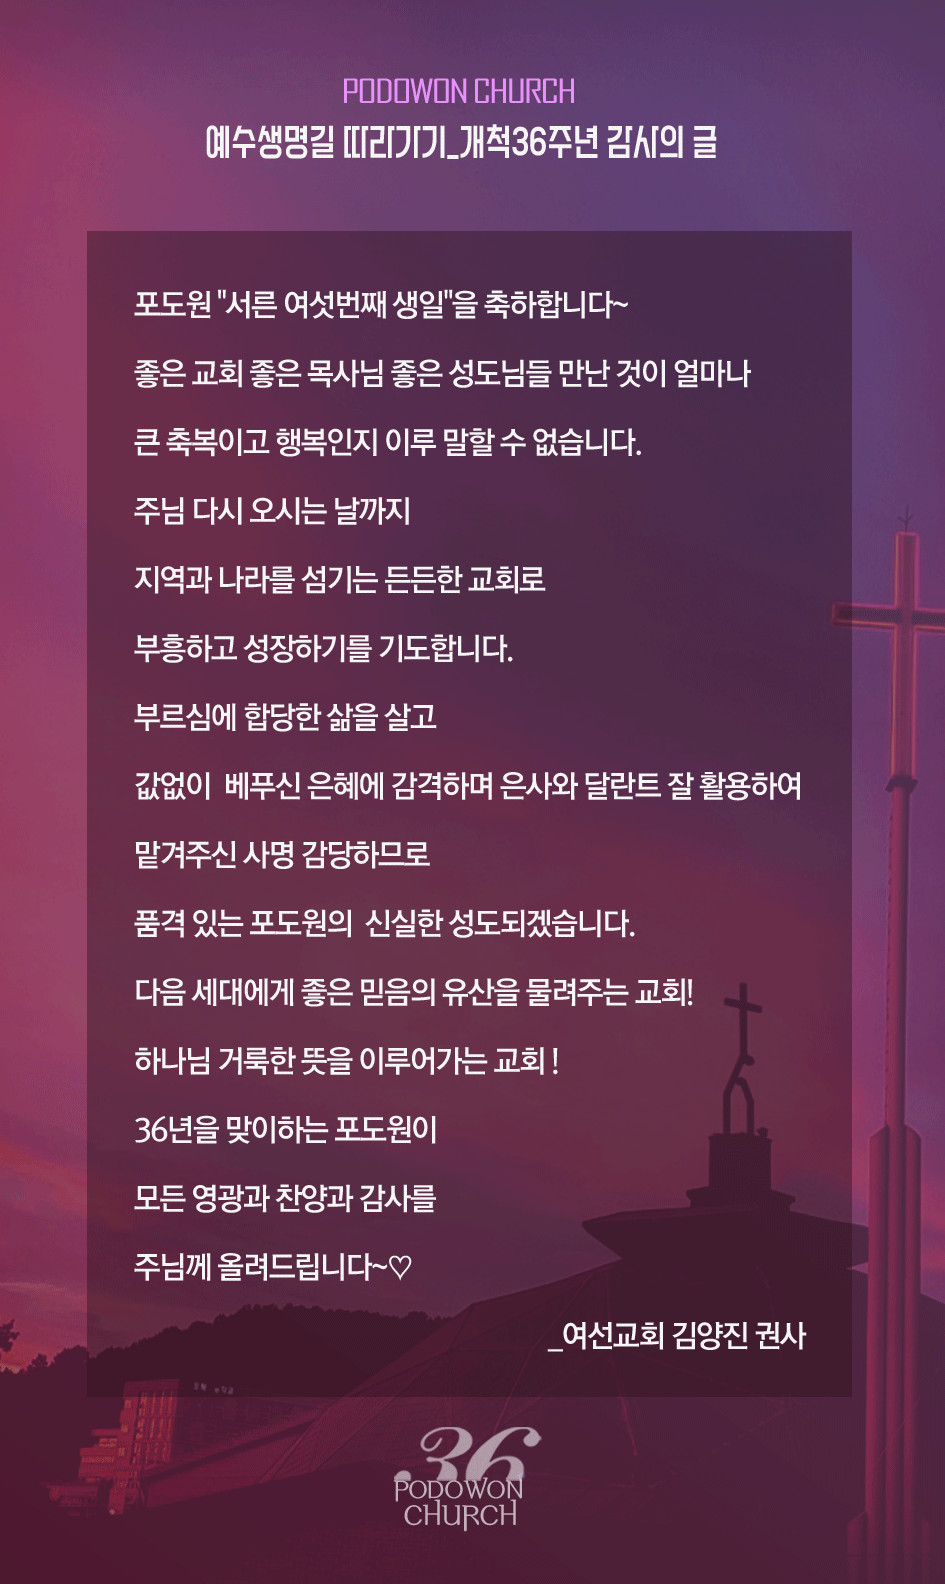 PODOWON CHURCH
예수생명길 따라가기_개척36주년 감사의 글
포도원 "서른 여섯번째 생일"을 축하합니다~
좋은 교회 좋은 목사님 좋은 성도님들 만난 것이 얼마나
큰 축복이고 행복인지 이루 말할 수 없습니다.
주님 다시 오시는 날까지
지역과 나라를 섬기는 든든한 교회로
부흥하고 성장하기를 기도합니다.
부르심에 합당한 삶을 살고
값없이  베푸신 은혜에 감격하며 은사와 달란트 잘 활용하여
맡겨주신 사명 감당하므로
품격 있는 포도원의  신실한 성도되겠습니다.
다음 세대에게 좋은 믿음의 유산을 물려주는 교회!
하나님 거룩한 뜻을 이루어가는 교회 !
36년을 맞이하는 포도원이
모든 영광과 찬양과 감사를
주님께 올려드립니다~♡
_여선교회 김양진 권사
36
PODOWON
CHURCH